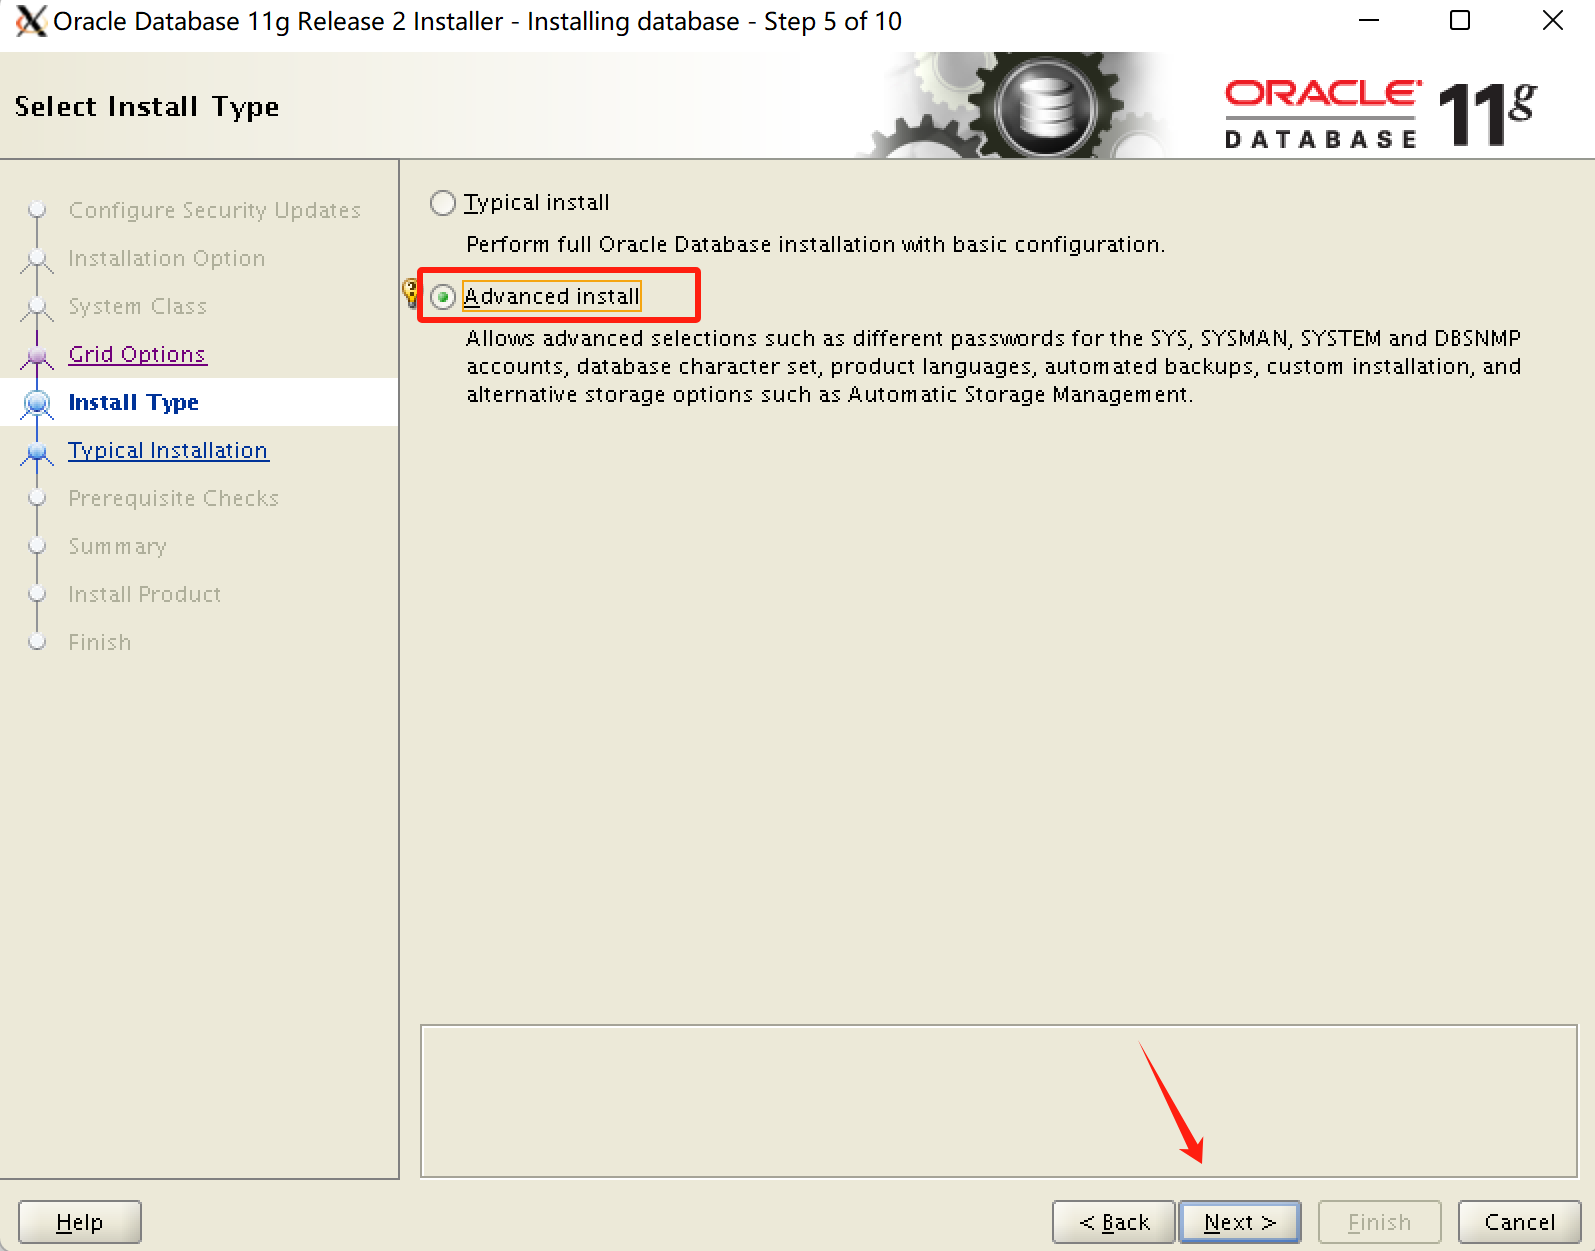 Oracle Database 11g Release 2 Installer - Installing database - Step 5 of 10
Select Install Type
ORACLE
DATABASE
11g
Configure Security Updates
Installation Option
System Class
Grid Options
Install Type
Typical Installation
Prerequisite Checks
Summary
Install Product
Finish
Typical install
Perform full Oracle Database installation with basic configuration.
Advanced install
Allows advanced selections such as different passwords for the SYS, SYSMAN, SYSTEM and DBSNMP
accounts, database character set, product languages, automated backups, custom installation, and
alternative storage options such as Automatic Storage Management.
Help
< Back
Next >
Finish
Cancel